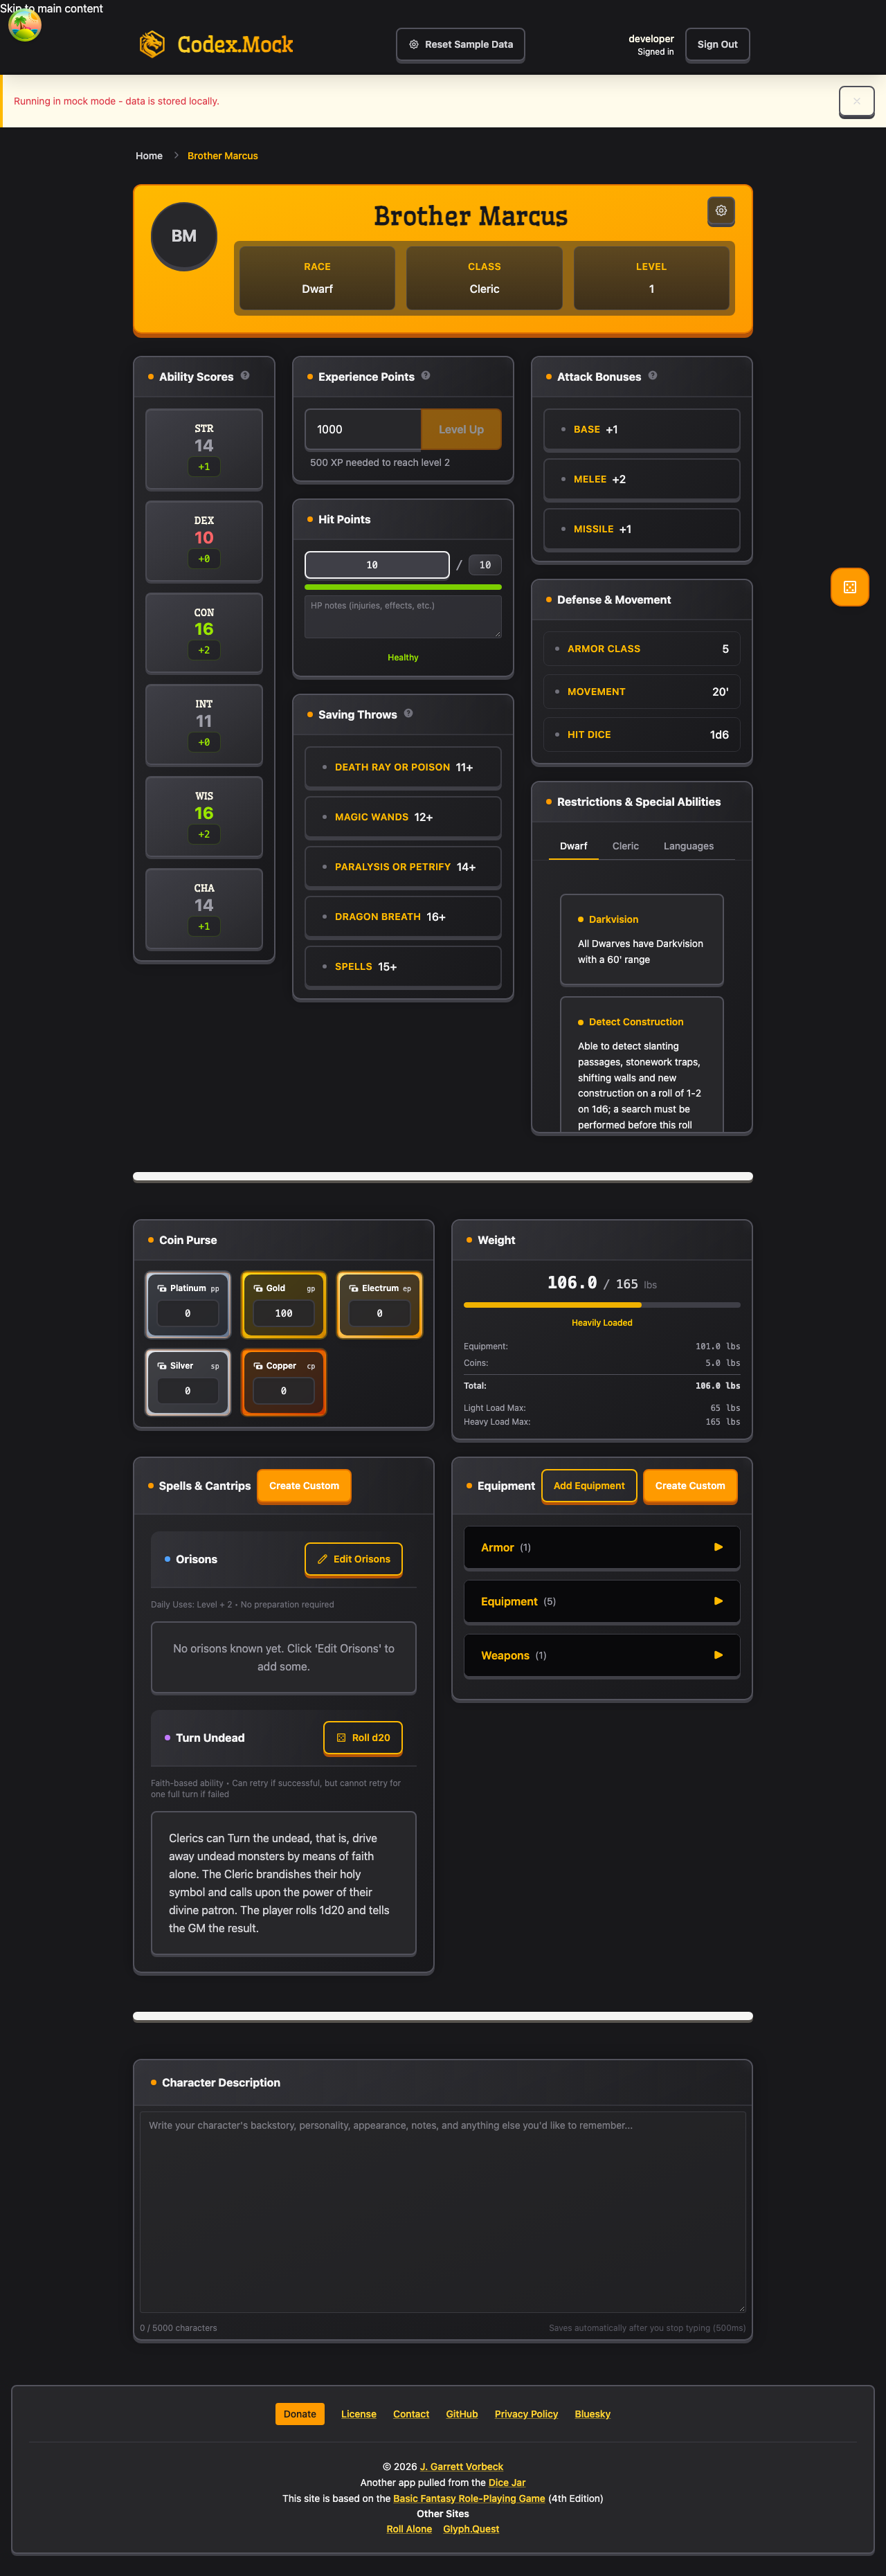 Skip to main content
Codex.Mock
Reset Sample Data
developer
Signed in
Sign Out
Running in mock mode - data is stored locally.
Home
Brother Marcus
BM
Brother Marcus
RACE
Dwarf
CLASS
Cleric
LEVEL
1
Ability Scores
STR
14
+1
DEX
10
+0
CON
16
+2
INT
11
+0
WIS
16
+2
CHA
14
+1
Experience Points
1000
Level Up
500 XP needed to reach level 2
Hit Points
10 / 10
HP notes (injuries, effects, etc.)
Healthy
Saving Throws
DEATH RAY OR POISON 11+
MAGIC WANDS 12+
PARALYSIS OR PETRIFY 14+
DRAGON BREATH 16+
SPELLS 15+
Attack Bonuses
BASE +1
MELEE +2
MISSILE +1
Defense & Movement
ARMOR CLASS 5
MOVEMENT 20'
HIT DICE 1d6
Restrictions & Special Abilities
Dwarf Cleric Languages
Darkvision
All Dwarves have Darkvision
with a 60' range
Detect Construction
Able to detect slanting
passages, stonework traps,
shifting walls and new
construction on a roll of 1-2
on 1d6; a search must be
performed before this roll
Coin Purse
Platinum pp
0
Gold gp
100
Electrum ep
0
Silver sp
0
Copper cp
0
Weight
106.0 / 165 lbs
Heavily Loaded
Equipment: 101.0 lbs
Coins: 5.0 lbs
Total: 106.0 lbs
Light Load Max: 65 lbs
Heavy Load Max: 165 lbs
Spells & Cantrips
Create Custom
Orisons
Edit Orisons
Daily Uses: Level + 2 • No preparation required
No orisons known yet. Click 'Edit Orisons' to
add some.
Turn Undead
Roll d20
Faith-based ability • Can retry if successful, but cannot retry for
one full turn if failed
Clerics can Turn the undead, that is, drive
away undead monsters by means of faith
alone. The Cleric brandishes their holy
symbol and calls upon the power of their
divine patron. The player rolls 1d20 and tells
the GM the result.
Equipment
Add Equipment
Create Custom
Armor (1)
Equipment (5)
Weapons (1)
Character Description
Write your character's backstory, personality, appearance, notes, and anything else you'd like to remember...
0 / 5000 characters
Saves automatically after you stop typing (500ms)
Donate License Contact GitHub Privacy Policy Bluesky
© 2026 J. Garrett Vorbeck
Another app pulled from the Dice Jar
This site is based on the Basic Fantasy Role-Playing Game (4th Edition)
Other Sites
Roll Alone Glyph.Quest